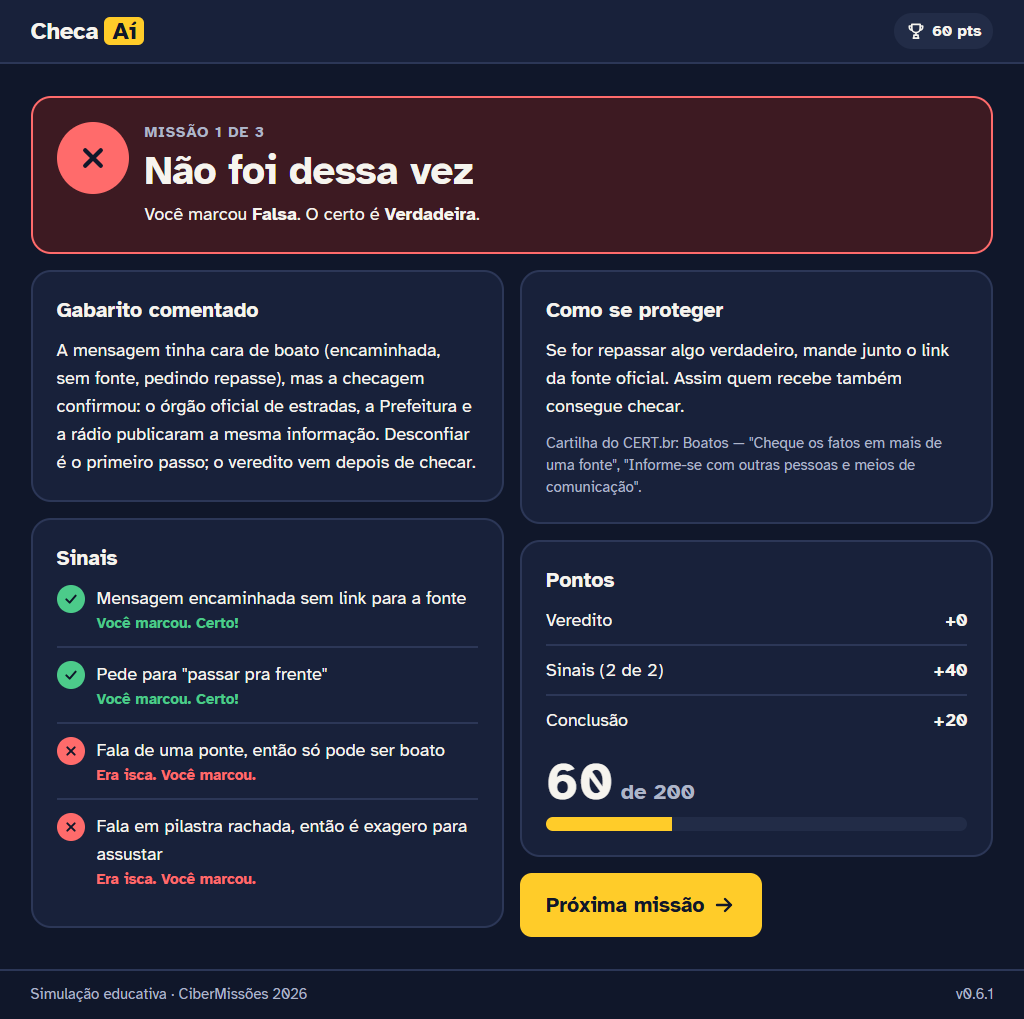 Checa Aí
60 pts
MISSÃO 1 DE 3
Não foi dessa vez
Você marcou Falsa. O certo é Verdadeira.
Gabarito comentado
A mensagem tinha cara de boato (encaminhada,
sem fonte, pedindo repasse), mas a checagem
confirmou: o órgão oficial de estradas, a Prefeitura e
a rádio publicaram a mesma informação. Desconfiar
é o primeiro passo; o veredito vem depois de checar.
Sinais
Mensagem encaminhada sem link para a fonte
Você marcou. Certo!
Pede para "passar pra frente"
Você marcou. Certo!
Fala de uma ponte, então só pode ser boato
Era isca. Você marcou.
Fala em pilastra rachada, então é exagero para
assustar
Era isca. Você marcou.
Como se proteger
Se for repassar algo verdadeiro, mande junto o link
da fonte oficial. Assim quem recebe também
consegue checar.
Cartilha do CERT.br: Boatos — "Cheque os fatos em mais de
uma fonte", "Informe-se com outras pessoas e meios de
comunicação".
Pontos
Veredito +0
Sinais (2 de 2) +40
Conclusão +20
60 de 200
Próxima missão →
Simulação educativa · CiberMissões 2026
v0.6.1